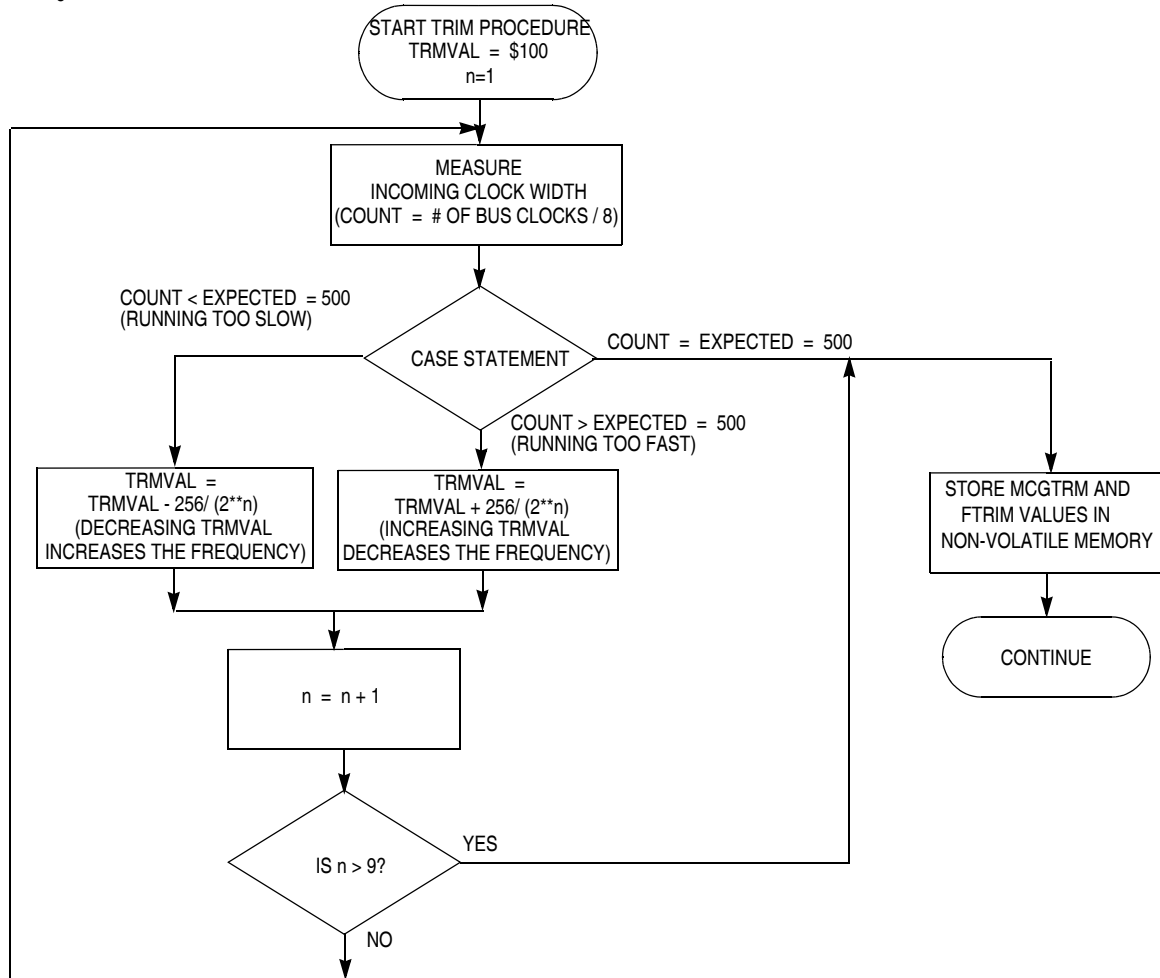 START TRIM PROCEDURE
TRMVAL = $100
n=1
MEASURE
INCOMING CLOCK WIDTH
(COUNT = # OF BUS CLOCKS / 8)
COUNT < EXPECTED = 500
(RUNNING TOO SLOW)
CASE STATEMENT
COUNT = EXPECTED = 500
COUNT > EXPECTED = 500
(RUNNING TOO FAST)
TRMVAL =
TRMVAL - 256/ (2**n)
(DECREASING TRMVAL
INCREASES THE FREQUENCY)
TRMVAL =
TRMVAL + 256/ (2**n)
(INCREASING TRMVAL
DECREASES THE FREQUENCY)
STORE MCGTRM AND
FTRIM VALUES IN
NON-VOLATILE MEMORY
CONTINUE
n = n + 1
IS n > 9?
YES
NO